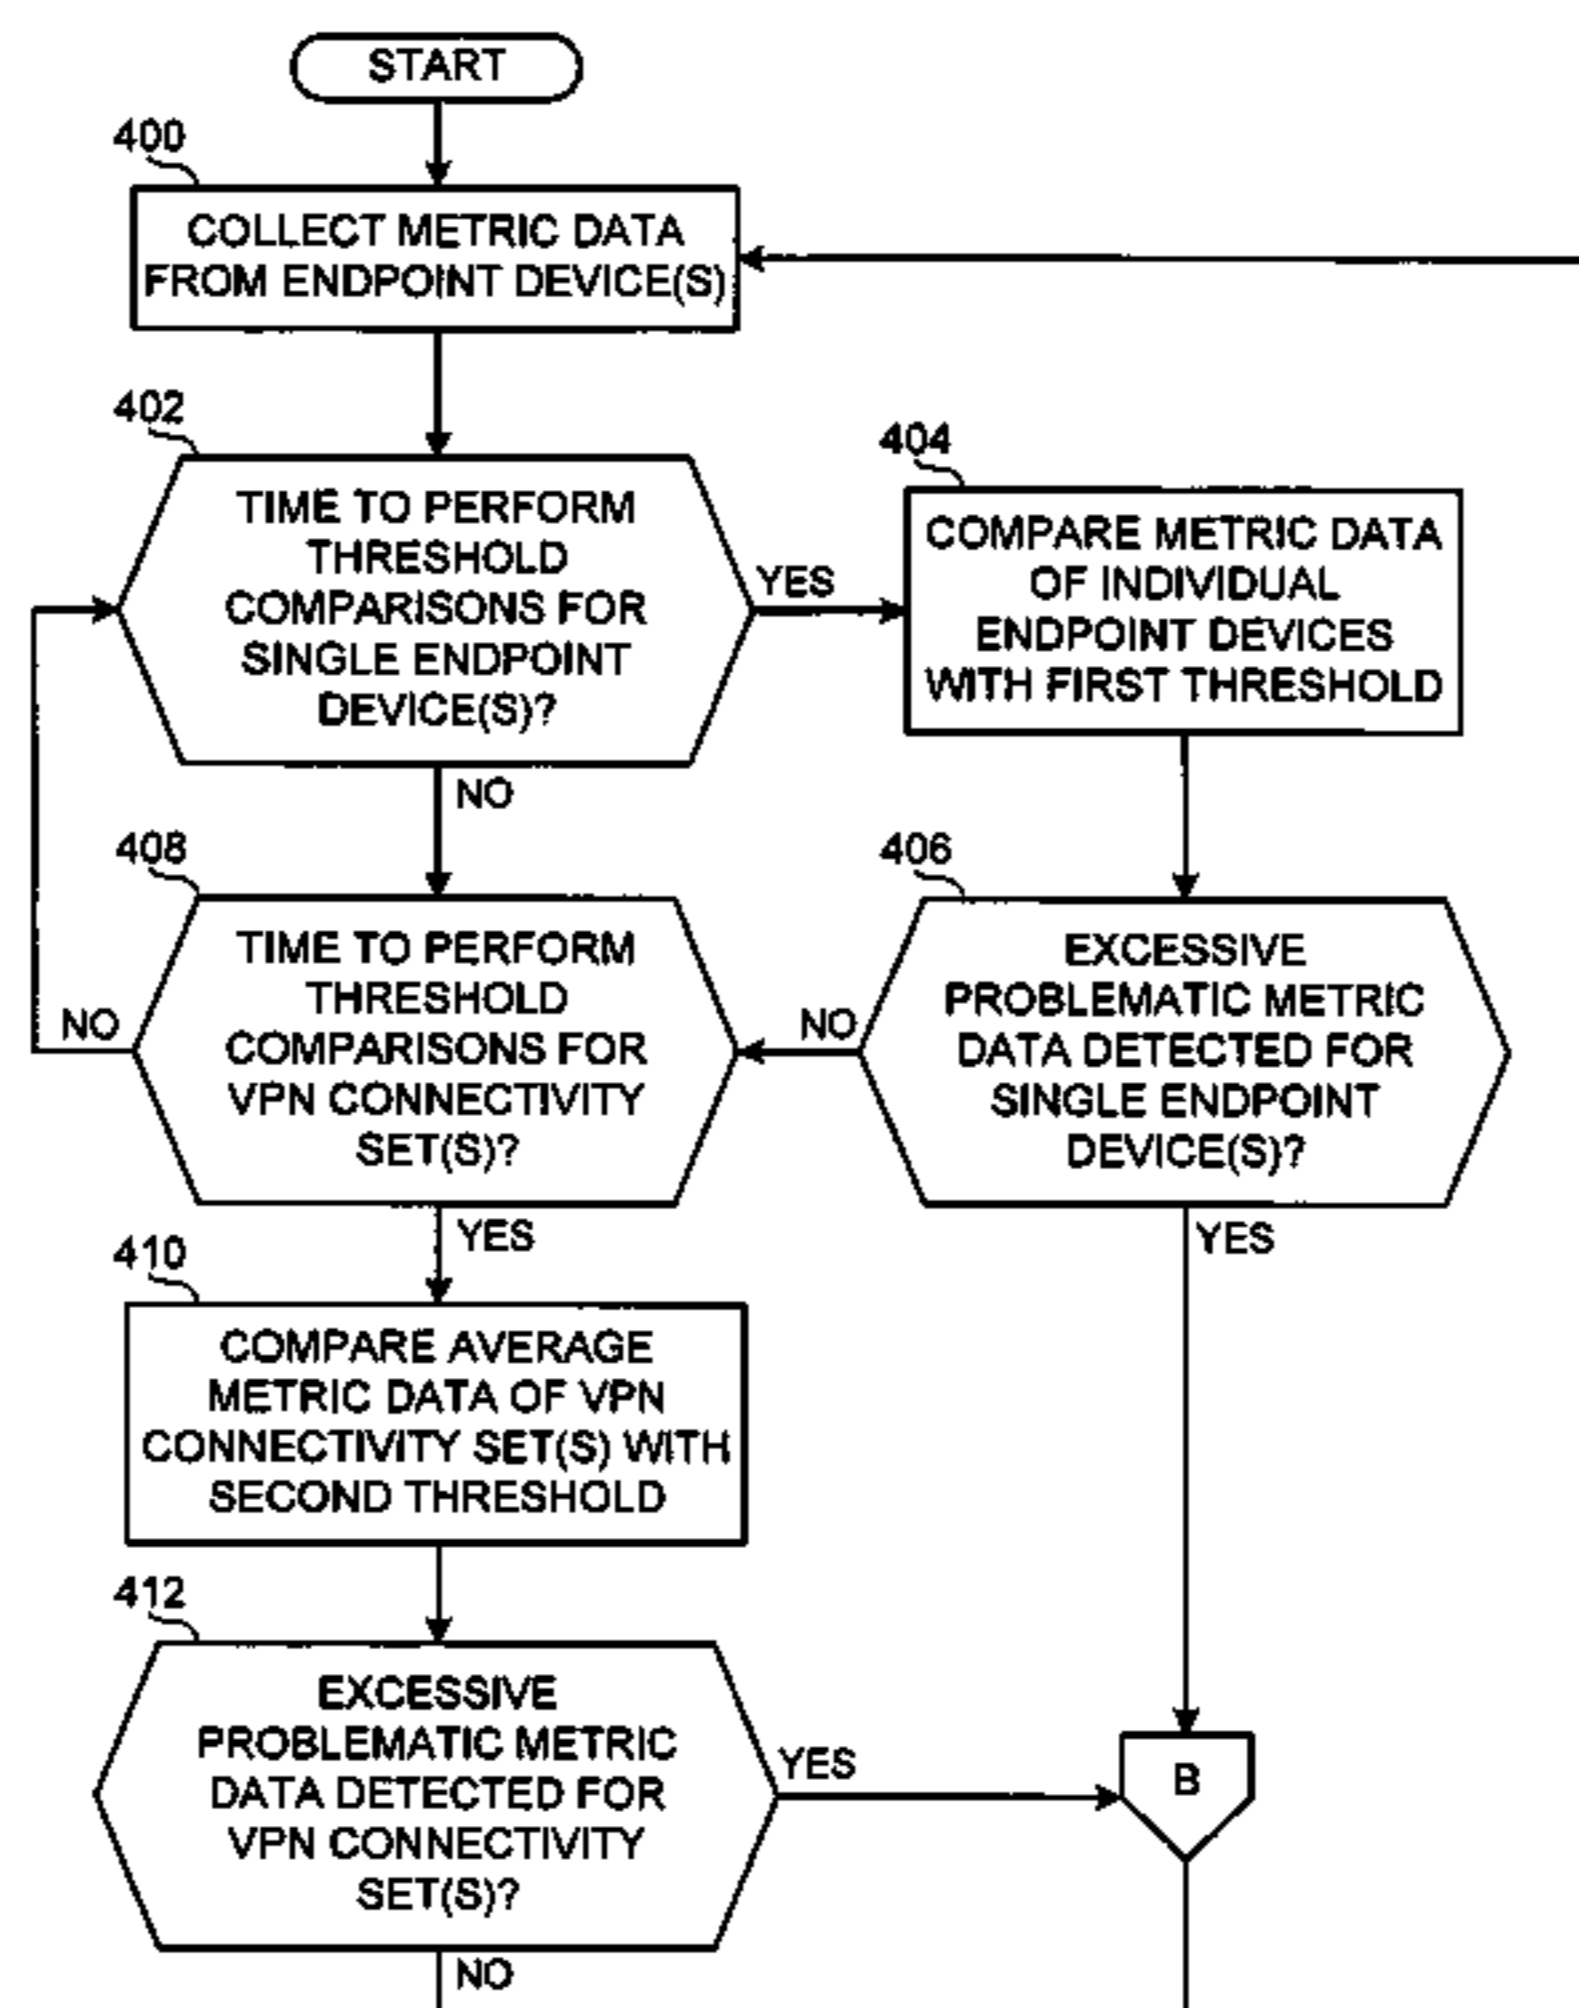 START
400
COLLECT METRIC DATA
FROM ENDPOINT DEVICE(S)
402
TIME TO PERFORM
THRESHOLD
COMPARISONS FOR
SINGLE ENDPOINT
DEVICE(S)?
YES
NO
404
COMPARE METRIC DATA
OF INDIVIDUAL
ENDPOINT DEVICES
WITH FIRST THRESHOLD
408
TIME TO PERFORM
THRESHOLD
COMPARISONS FOR
VPN CONNECTIVITY
SET(S)?
NO
YES
406
EXCESSIVE
PROBLEMATIC METRIC
DATA DETECTED FOR
SINGLE ENDPOINT
DEVICE(S)?
NO
YES
410
COMPARE AVERAGE
METRIC DATA OF VPN
CONNECTIVITY SET(S) WITH
SECOND THRESHOLD
412
EXCESSIVE
PROBLEMATIC METRIC
DATA DETECTED FOR
VPN CONNECTIVITY
SET(S)?
YES
B
NO